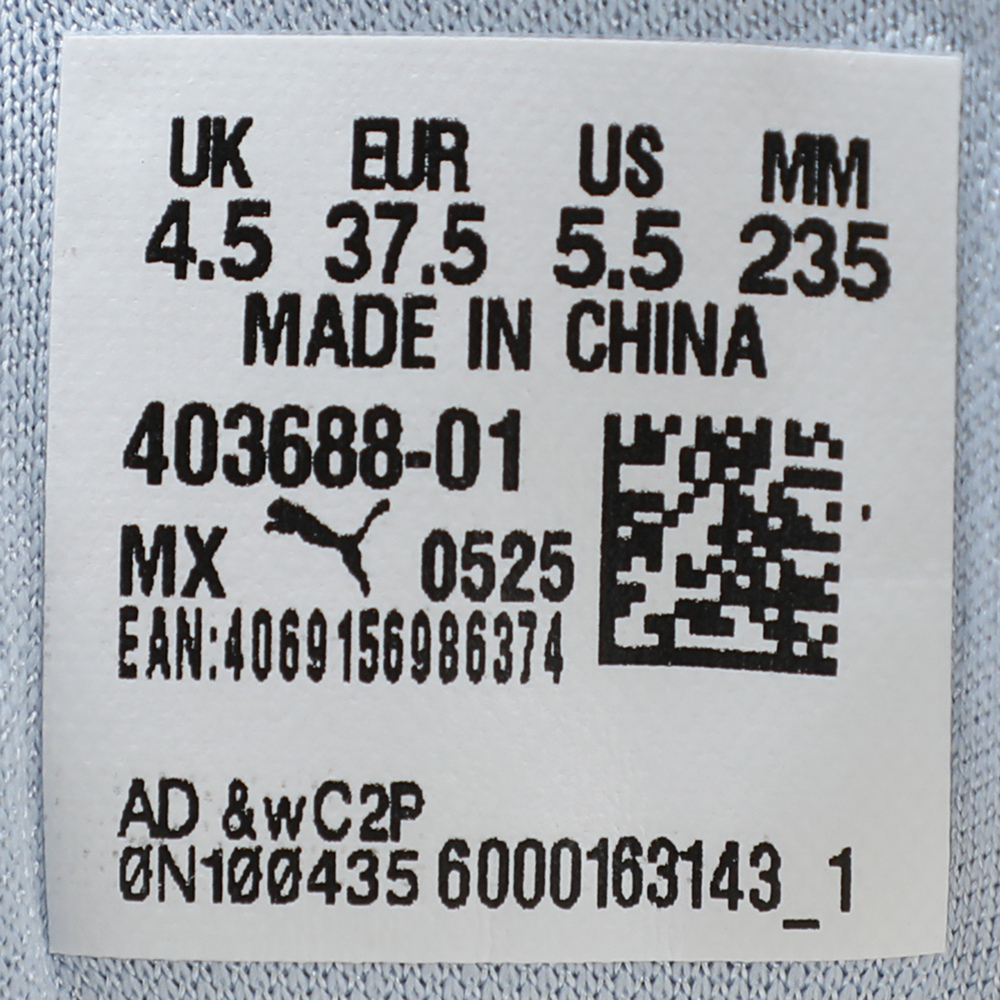 UK EUR US MM
4.5 37.5 5.5 235
MADE IN CHINA
403688-01
MX 0525
EAN:4069156986374
AD &wC2P
0N100435 6000163143_1